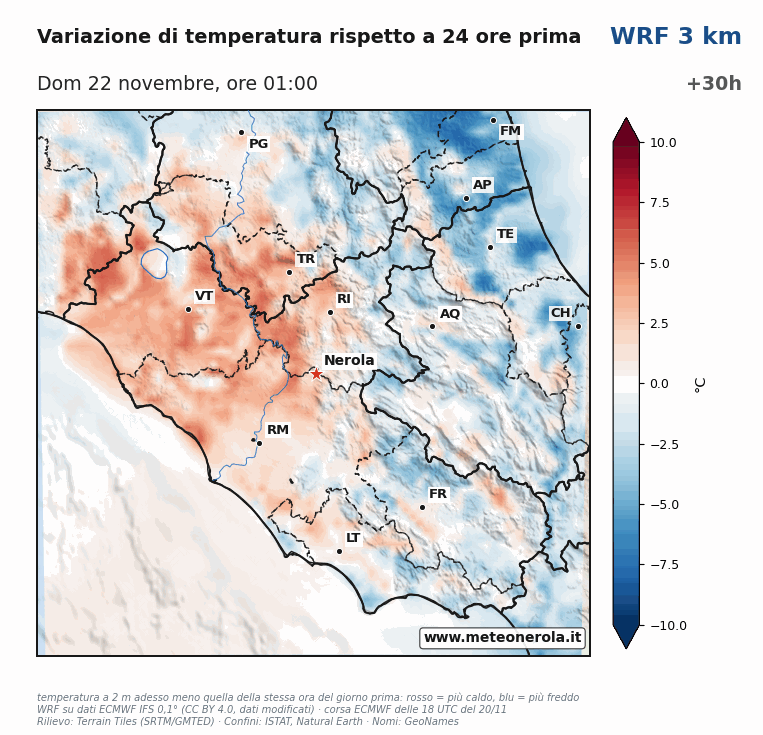 Variazione di temperatura rispetto a 24 ore prima
WRF 3 km
Dom 22 novembre, ore 01:00
+30h
FM
PG
AP
TE
TR
VT
RI
AQ
CH
Nerola
RM
FR
LT
www.meteonerola.it
10.0
7.5
5.0
2.5
0.0
−2.5
−5.0
−7.5
−10.0
°C
temperatura a 2 m adesso meno quella della stessa ora del giorno prima: rosso = più caldo, blu = più freddo
WRF su dati ECMWF IFS 0,1° (CC BY 4.0, dati modificati) · corsa ECMWF delle 18 UTC del 20/11
Rilievo: Terrain Tiles (SRTM/GMTED) · Confini: ISTAT, Natural Earth · Nomi: GeoNames